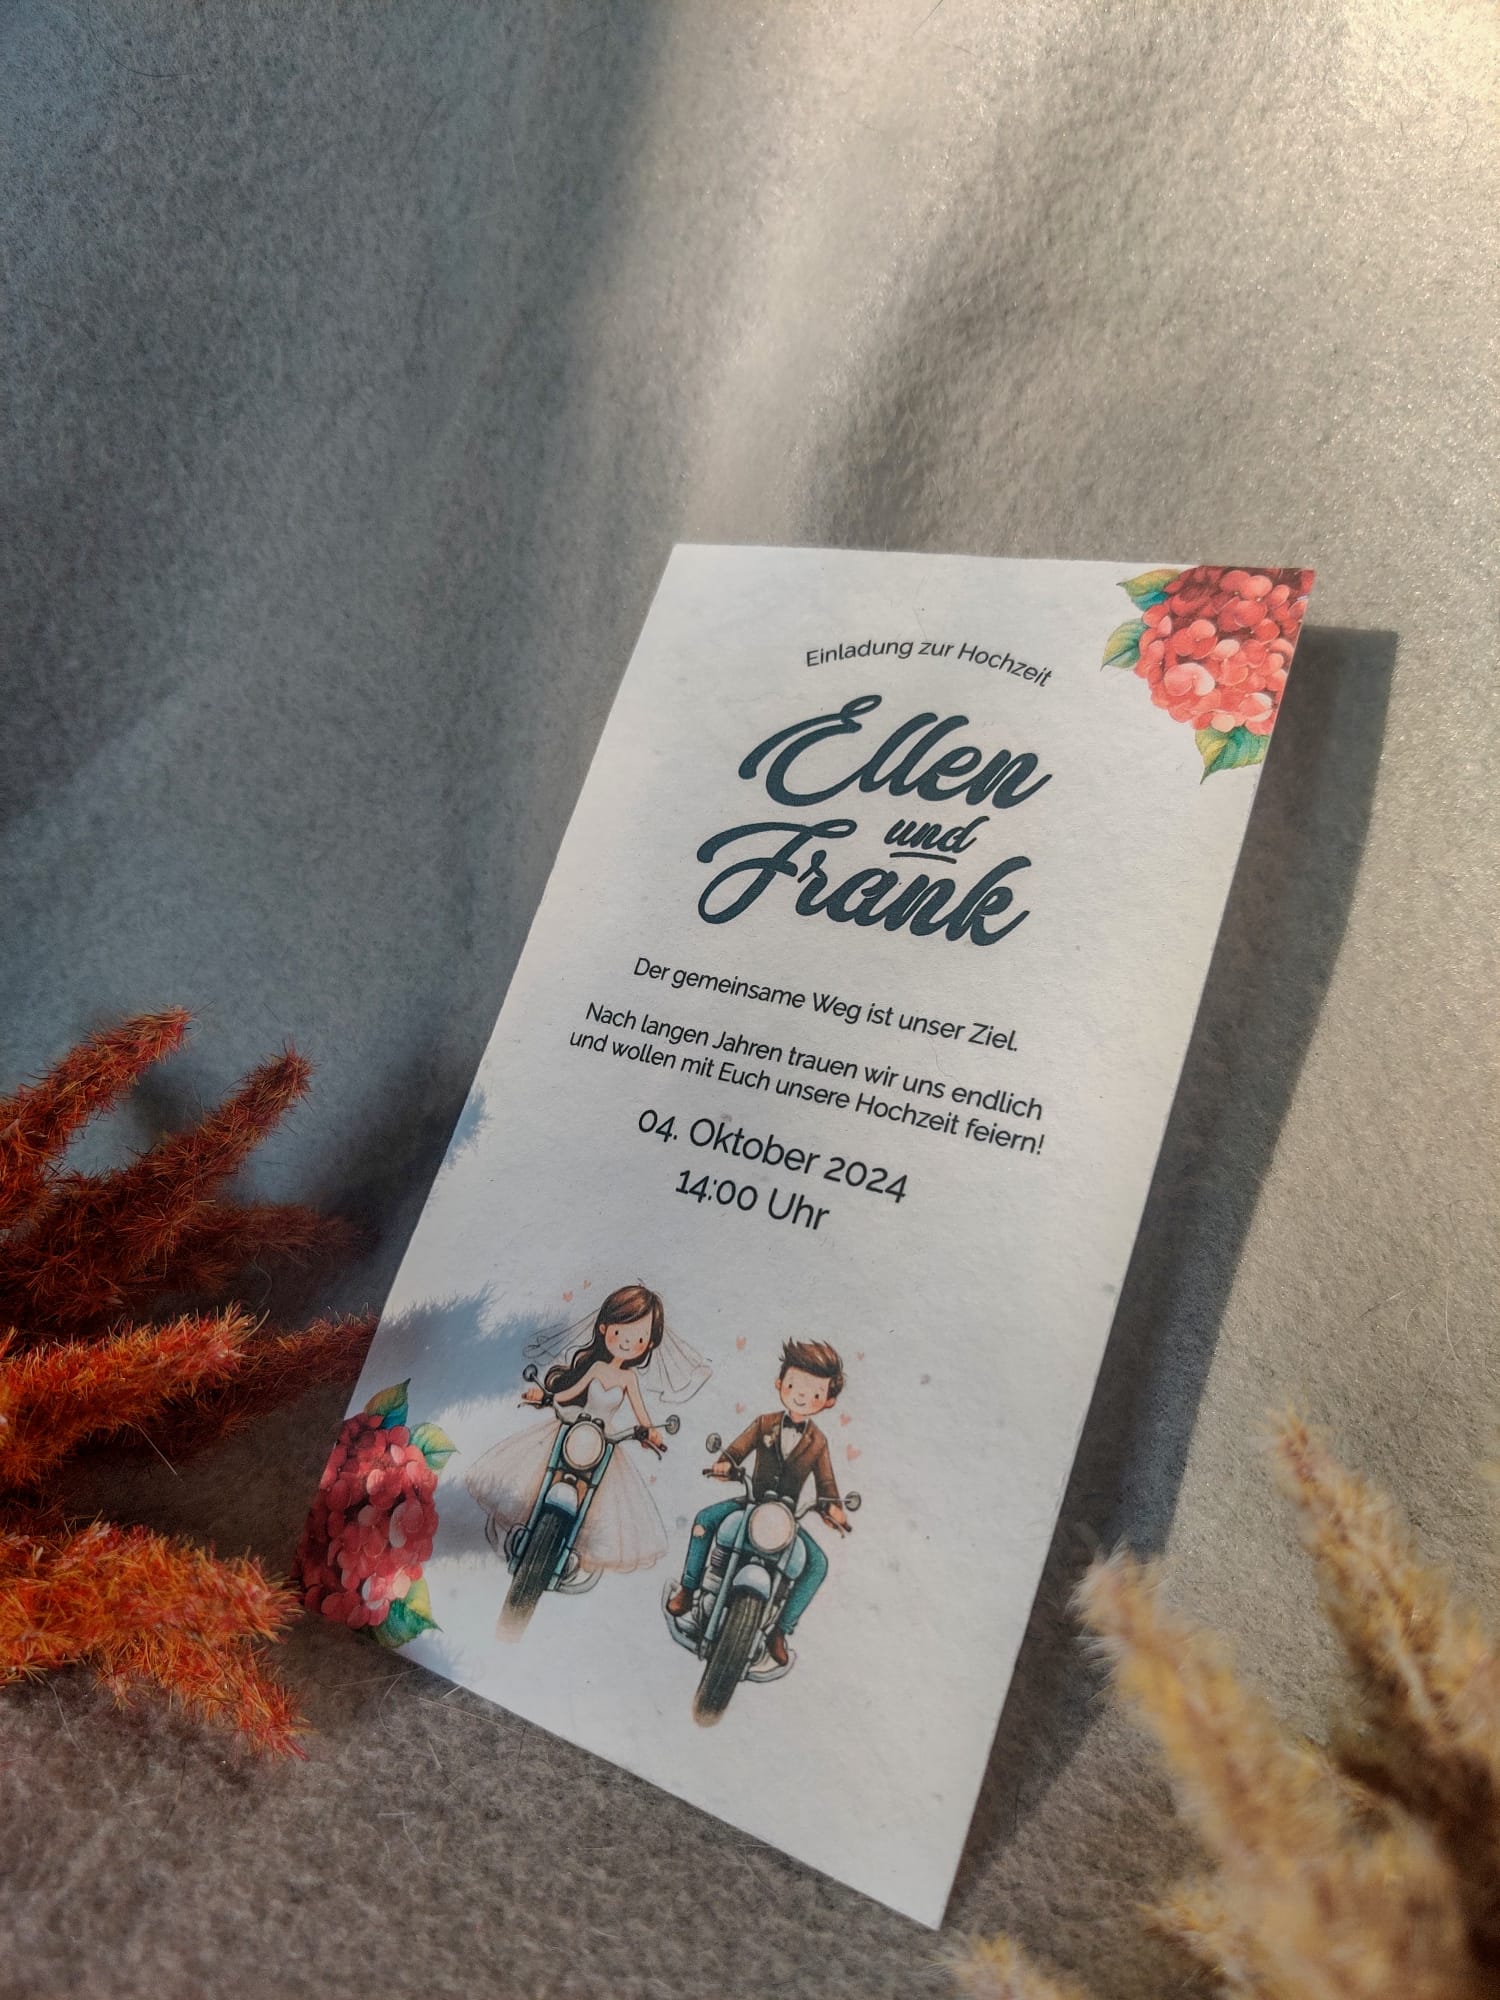 Einladung zur Hochzeit
Ellen
und
Frank
Der gemeinsame Weg ist unser Ziel.
Nach langen Jahren trauen wir uns endlich
und wollen mit Euch unsere Hochzeit feiern!
04. Oktober 2024
14:00 Uhr